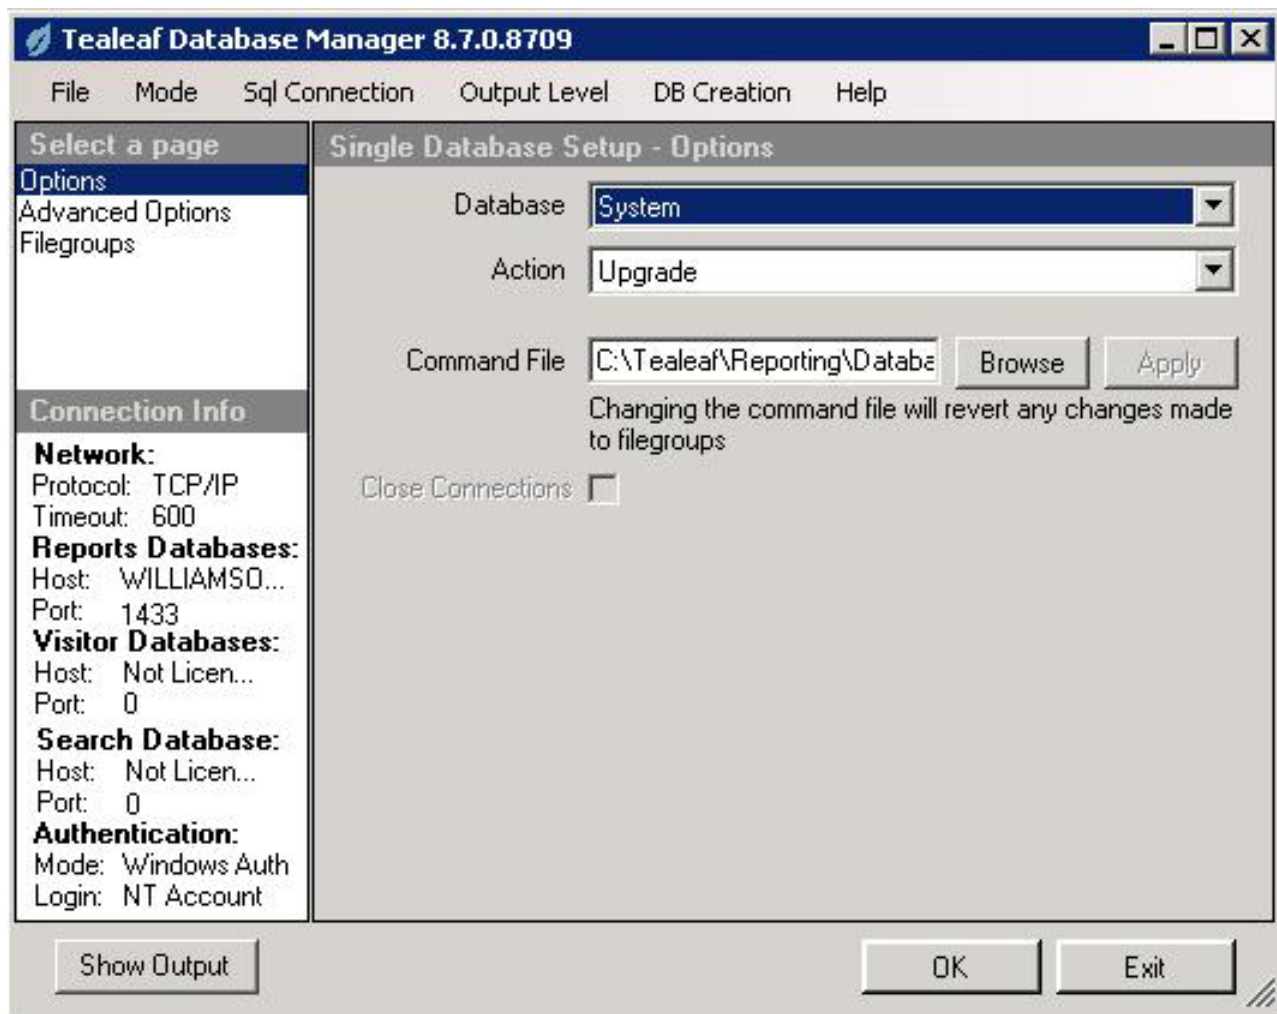 Tealeaf Database Manager 8.7.0.8709
File Mode Sql Connection Output Level DB Creation Help
Select a page
Options
Advanced Options
Filegroups
Connection Info
Network:
Protocol: TCP/IP
Timeout: 600
Reports Databases:
Host: WILLIAMSO...
Port: 1433
Visitor Databases:
Host: Not Licen...
Port: 0
Search Database:
Host: Not Licen...
Port: 0
Authentication:
Mode: Windows Auth
Login: NT Account
Single Database Setup - Options
Database System
Action Upgrade
Command File C:\Tealeaf\Reporting\Databa Browse Apply
Changing the command file will revert any changes made
to filegroups
Close Connections
Show Output OK Exit